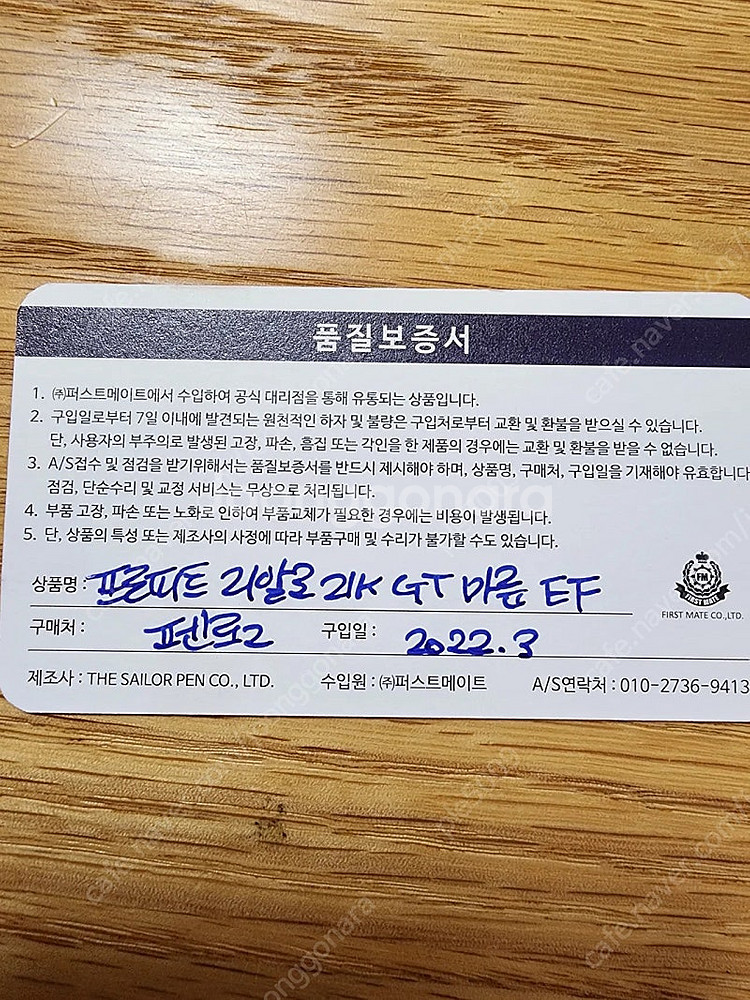 품질보증서
1. ㈜퍼스트메이트에서 수입하여 공식 대리점을 통해 유통되는 상품입니다.
2. 구입일로부터 7일 이내에 발견되는 원천적인 하자 및 불량은 구입처로부터 교환 및 환불을 받으실 수 있습니다.
단, 사용자의 부주의로 발생된 고장, 파손, 흠집 또는 각인을 한 제품의 경우에는 교환 및 환불을 받을 수 없습니다.
3. A/S접수 및 점검을 받기위해서는 품질보증서를 반드시 제시해야 하며, 상품명, 구매처, 구입일을 기재해야 유효합니다
점검, 단순수리 및 교정 서비스는 무상으로 처리됩니다.
4. 부품 고장, 파손 또는 노화로 인하여 부품교체가 필요한 경우에는 비용이 발생됩니다.
5. 단, 상품의 특성 또는 제조사의 사정에 따라 부품구매 및 수리가 불가할 수도 있습니다.
상품명 : 프로피트 리알로 21K GT 마룬 EF
FM
FIRST MATE
FIRST MATE CO.,LTD.
구매처 : 펜토2 구입일 : 2022.3
제조사 : THE SAILOR PEN CO., LTD. 수입원 : ㈜퍼스트메이트 A/S연락처 : 010-2736-9413
joonggonara
cafe.naver.com